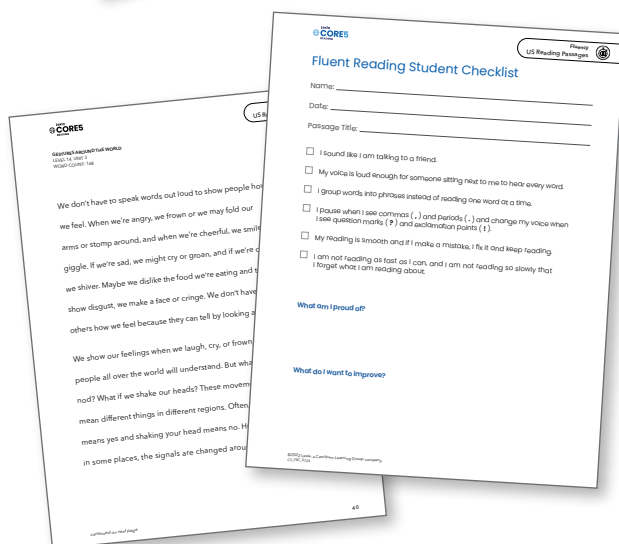 Lexia
CORE5
READING
GESTURES AROUND THE WORLD
LEVEL 14, UNIT 3
WORD COUNT: 168
US
We don't have to speak words out loud to show people how
we feel. When we're angry, we frown or we may fold our
arms or stomp around, and when we're cheerful, we smile
giggle. If we're sad, we might cry or groan, and if we're
we shiver. Maybe we dislike the food we're eating and
show disgust, we make a face or cringe. We don't have
others how we feel because they can tell by looking
We show our feelings when we laugh, cry, or frown
people all over the world will understand. But what
nod? What if we shake our heads? These movem
mean different things in different regions. Often,
means yes and shaking your head means no. H
in some places, the signals are changed arou
continued on next page
40
Lexia
CORE5
READING
Fluency
US Reading Passages
Fluent Reading Student Checklist
Name:
Date:
Passage Title:
I sound like I am talking to a friend.
My voice is loud enough for someone sitting next to me to hear every word.
I group words into phrases instead of reading one word at a time.
I pause when I see commas ( , ) and periods ( . ) and change my voice when
I see question marks ( ? ) and exclamation points ( ! ).
My reading is smooth and if I make a mistake, I fix it and keep reading.
I am not reading as fast as I can, and I am not reading so slowly that
I forget what I am reading about.
What am I proud of?
What do I want to improve?
Lexia, a Cambium Learning Group company